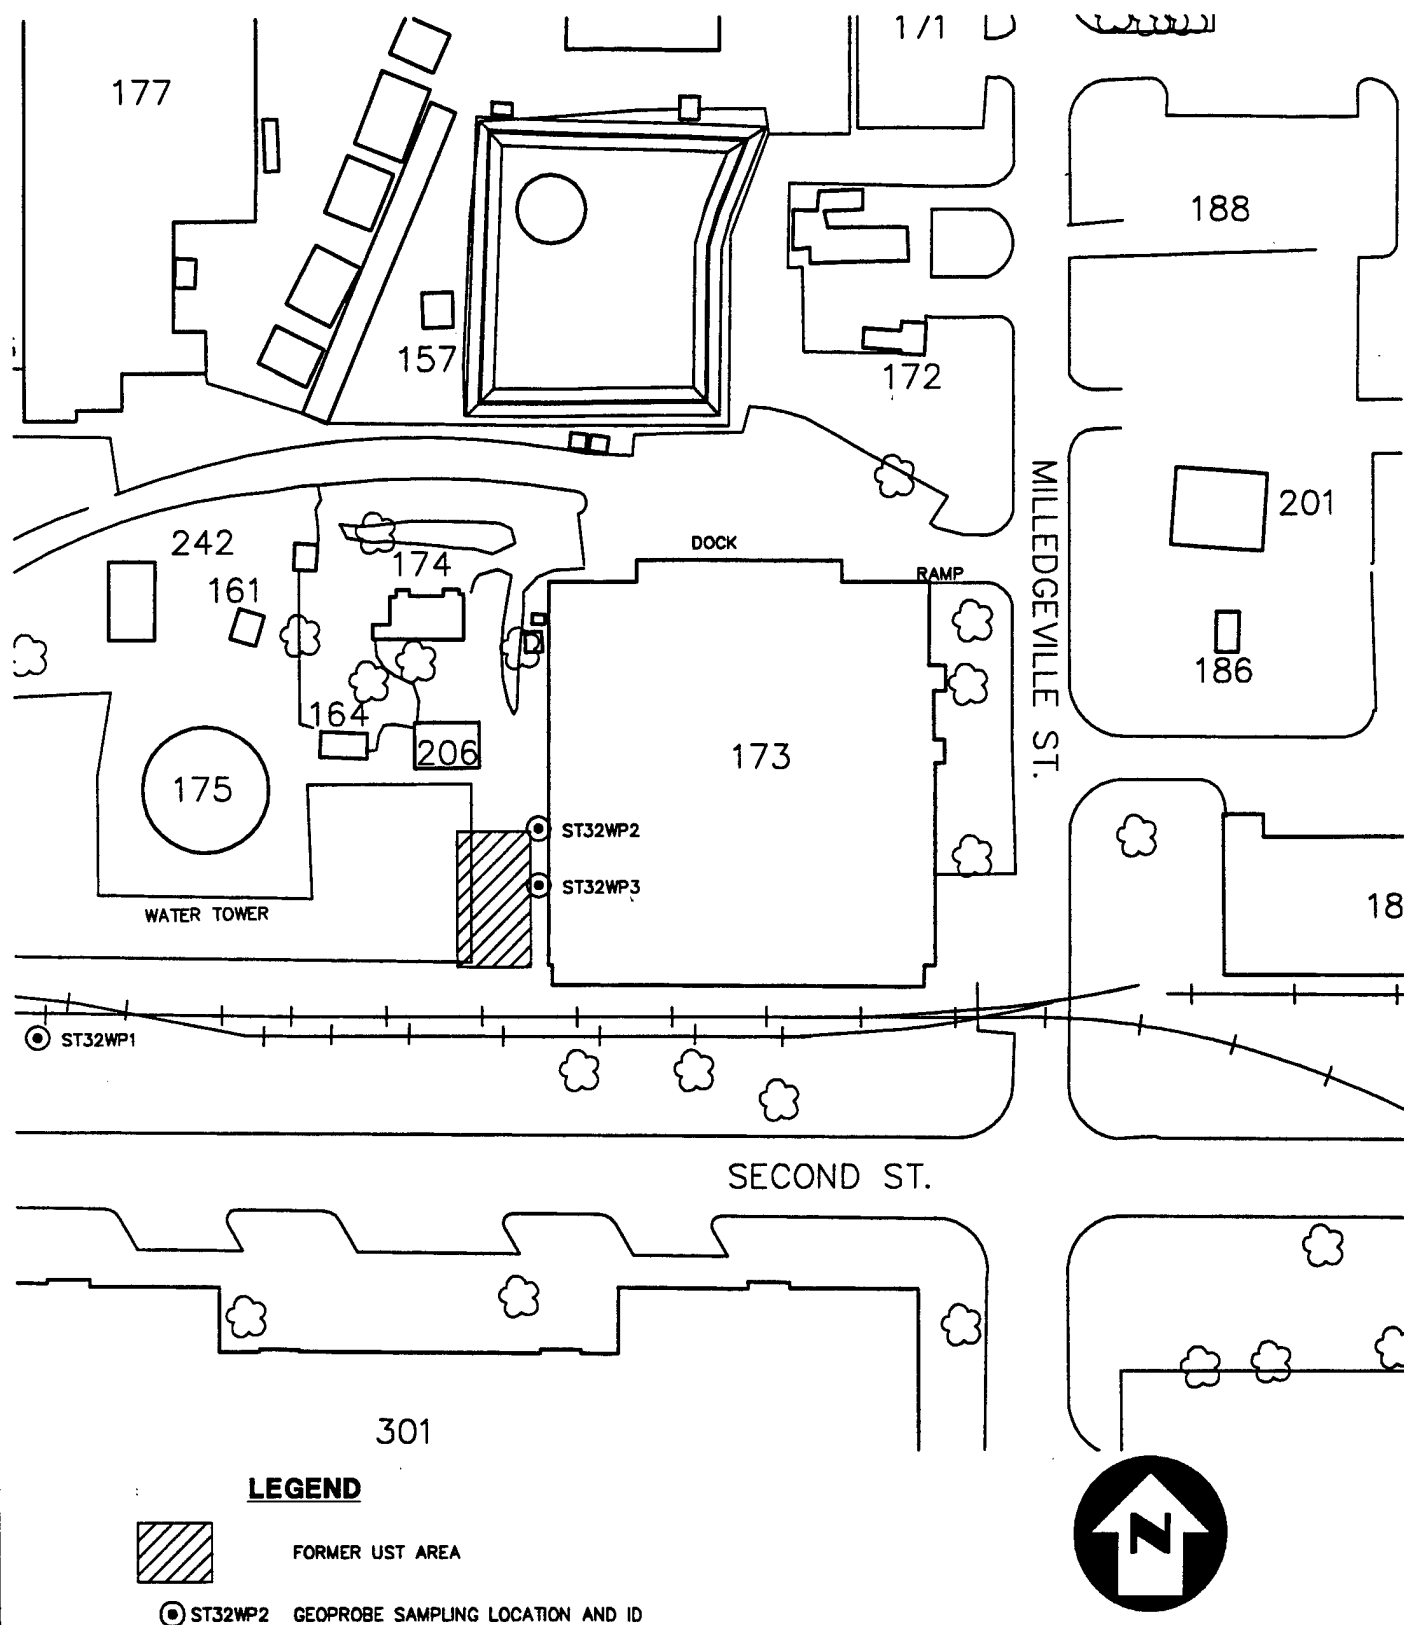 171
177
188
157
172
MILLEDGEVILLE ST.
201
242
DOCK
174
RAMP
161
186
164
206
173
175
ST32WP2
ST32WP3
18
WATER TOWER
ST32WP1
SECOND ST.
301
LEGEND
FORMER UST AREA
N
ST32WP2 GEOPROBE SAMPLING LOCATION AND ID